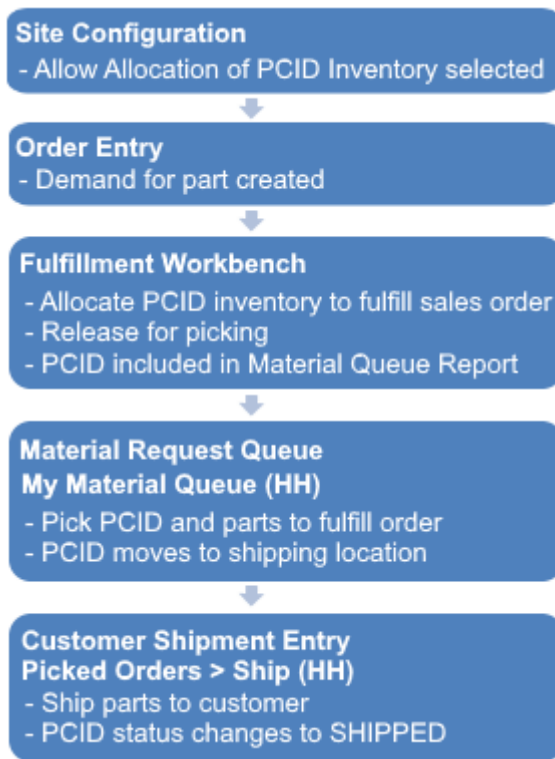 Site Configuration
- Allow Allocation of PCID Inventory selected
Order Entry
- Demand for part created
Fulfillment Workbench
- Allocate PCID inventory to fulfill sales order
- Release for picking
- PCID included in Material Queue Report
Material Request Queue
My Material Queue (HH)
- Pick PCID and parts to fulfill order
- PCID moves to shipping location
Customer Shipment Entry
Picked Orders > Ship (HH)
- Ship parts to customer
- PCID status changes to SHIPPED